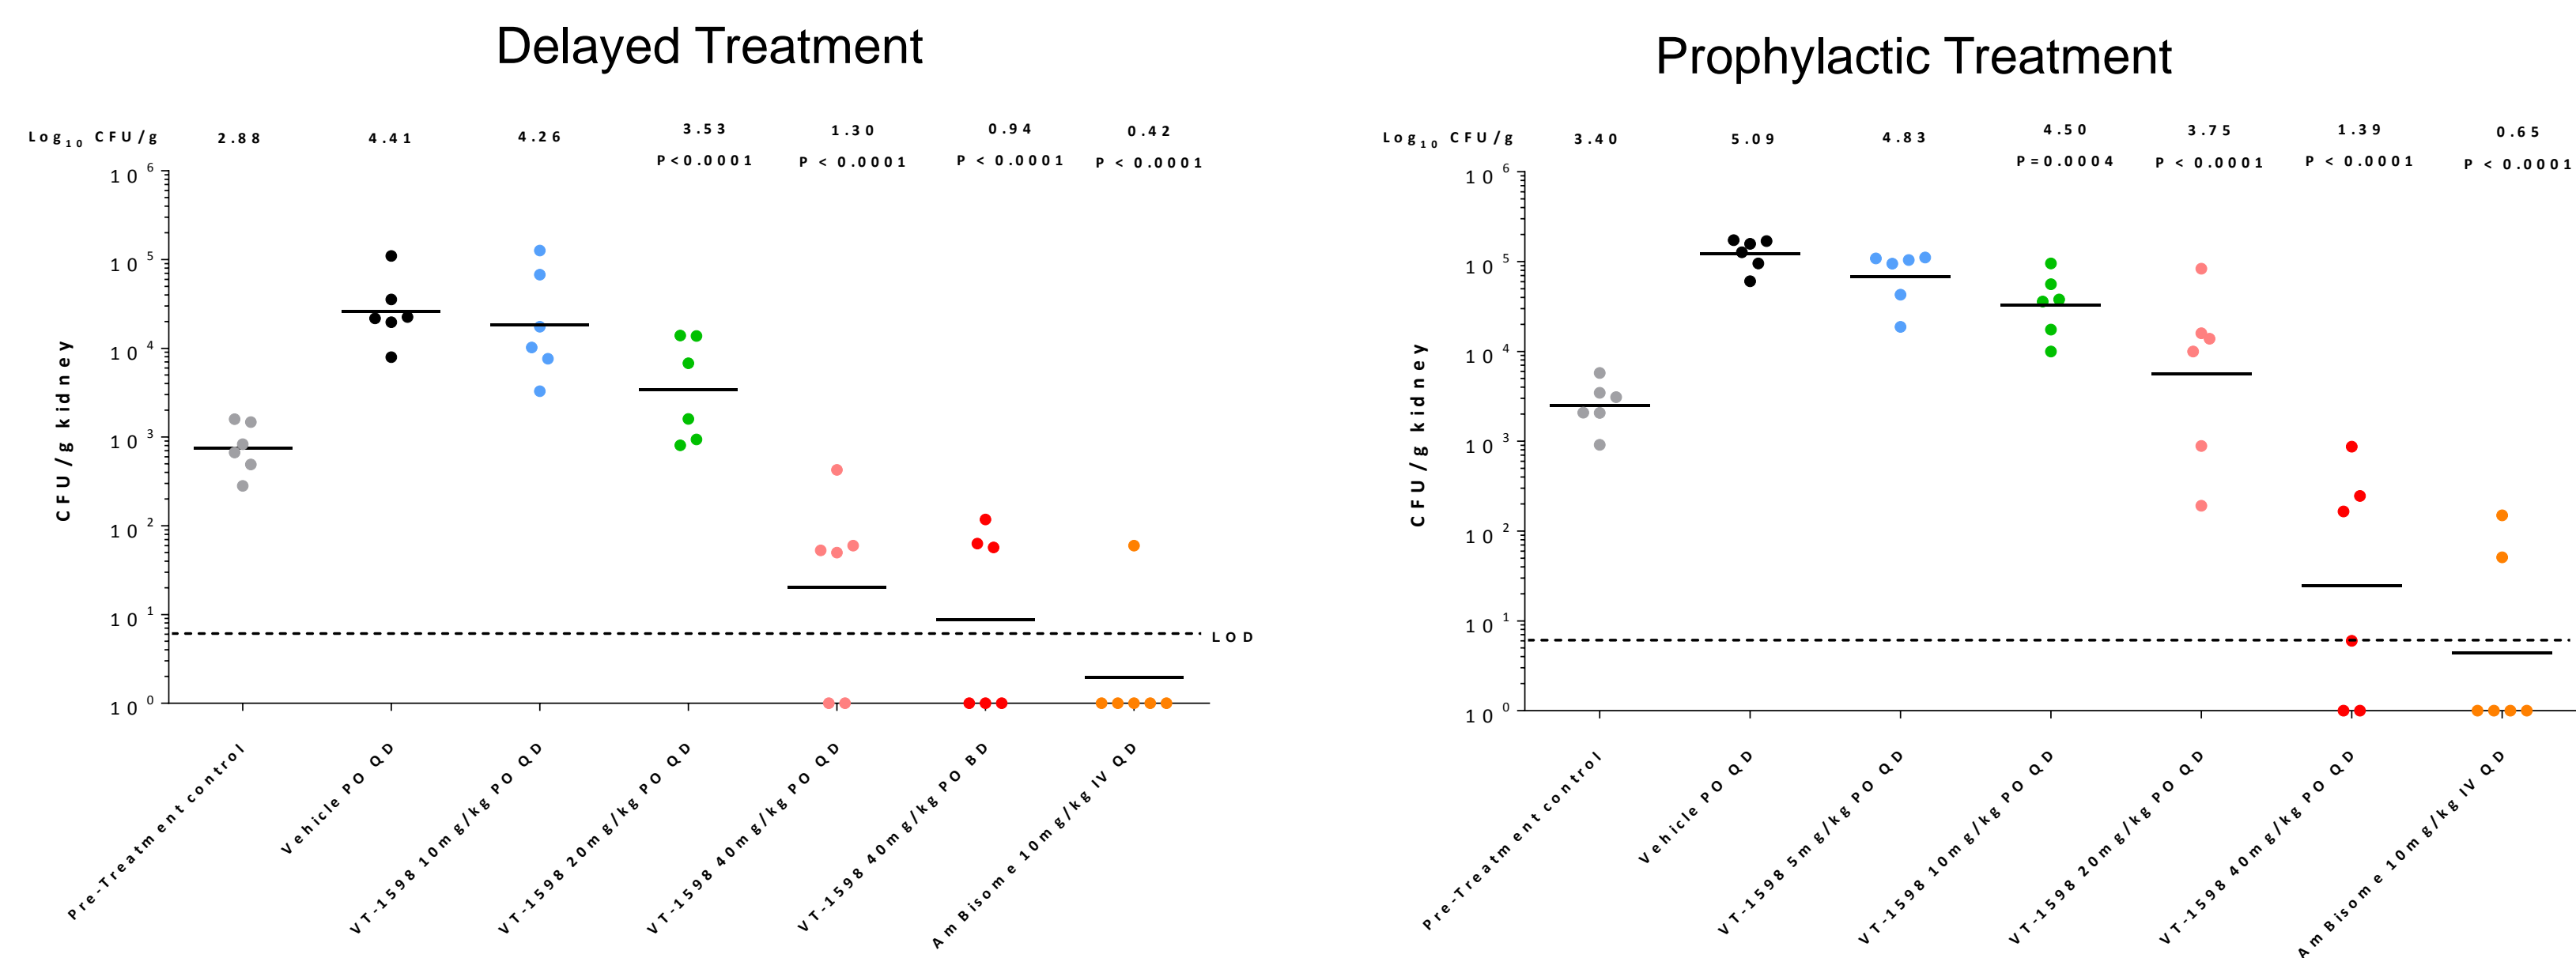 Delayed Treatment
Log10 CFU/g 2.88 4.41 4.26 3.53 1.30 0.94 0.42
P<0.0001 P < 0.0001 P < 0.0001 P < 0.0001
CFU/g kidney
10^6
10^5
10^4
10^3
10^2
10^1
10^0
LOD
Pre-Treatment control
Vehicle PO QD
VT-1598 10mg/kg PO QD
VT-1598 20mg/kg PO QD
VT-1598 40mg/kg PO QD
VT-1598 40mg/kg PO BD
AmBisome 10mg/kg IV QD
Prophylactic Treatment
Log10 CFU/g 3.40 5.09 4.83 4.50 3.75 1.39 0.65
P=0.0004 P < 0.0001 P < 0.0001 P < 0.0001
CFU/g kidney
10^6
10^5
10^4
10^3
10^2
10^1
10^0
Pre-Treatment control
Vehicle PO QD
VT-1598 5mg/kg PO QD
VT-1598 10mg/kg PO QD
VT-1598 20mg/kg PO QD
VT-1598 40mg/kg PO QD
AmBisome 10mg/kg IV QD